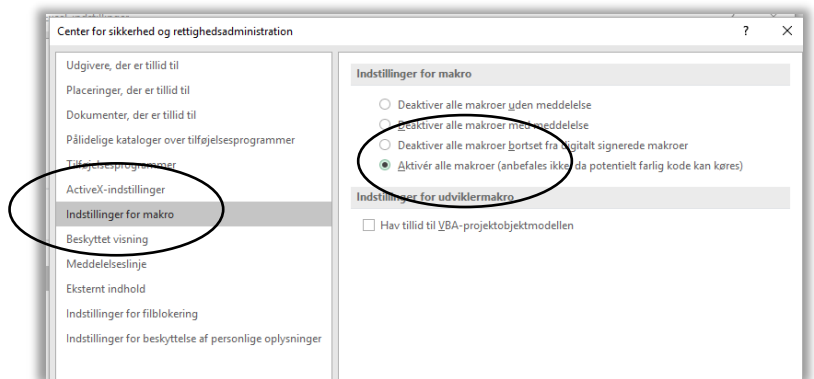 Center for sikkerhed og rettighedsadministration
?
Udgivere, der er tillid til
Placeringer, der er tillid til
Dokumenter, der er tillid til
Pålidelige kataloger over tilføjelsesprogrammer
Tilføjelsesprogrammer
ActiveX-indstillinger
Indstillinger for makro
Beskyttet visning
Meddelelseslinje
Eksternt indhold
Indstillinger for filblokering
Indstillinger for beskyttelse af personlige oplysninger
Indstillinger for makro
Deaktiver alle makroer uden meddelelse
Deaktiver alle makroer med meddelelse
Deaktiver alle makroer bortset fra digitalt signerede makroer
Aktivér alle makroer (anbefales ikke, da potentielt farlig kode kan køres)
Indstillinger for udviklermakro
Hav tillid til VBA-projektobjektmodellen